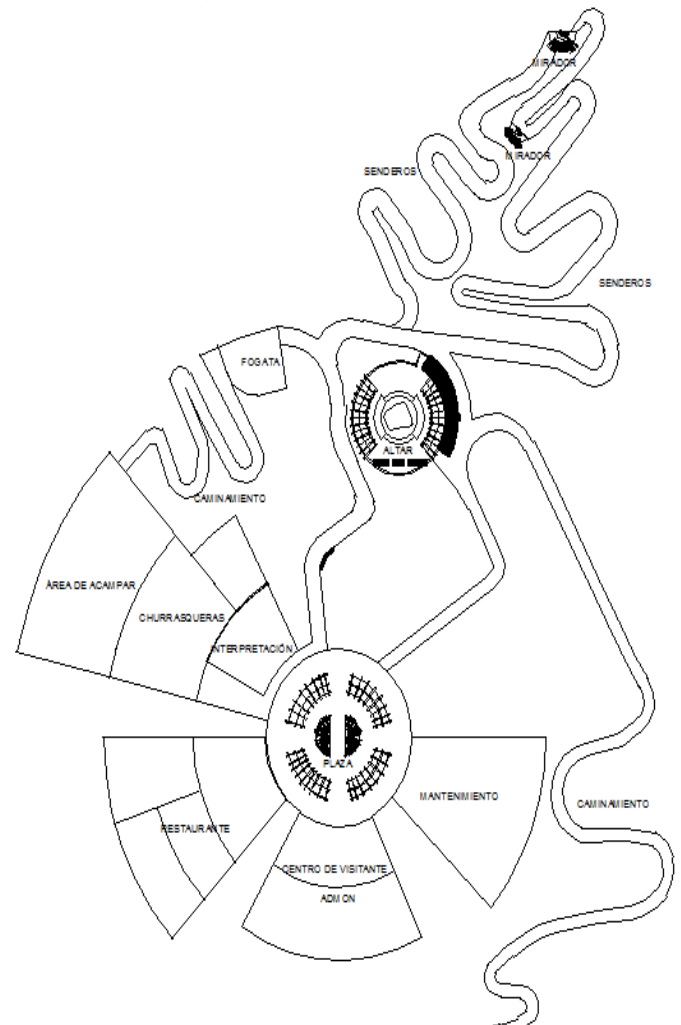 MIRADOR
MIRADOR
SENDEROS
SENDEROS
FOGATA
ALTAR
CAMINAMIENTO
ÁREA DE ACAMPAR
CHURRASQUERAS
INTERPRETACIÓN
PLAZA
MANTENIMIENTO
CAMINAMIENTO
RESTAURANTE
CENTRO DE VISITANTE
ADMON